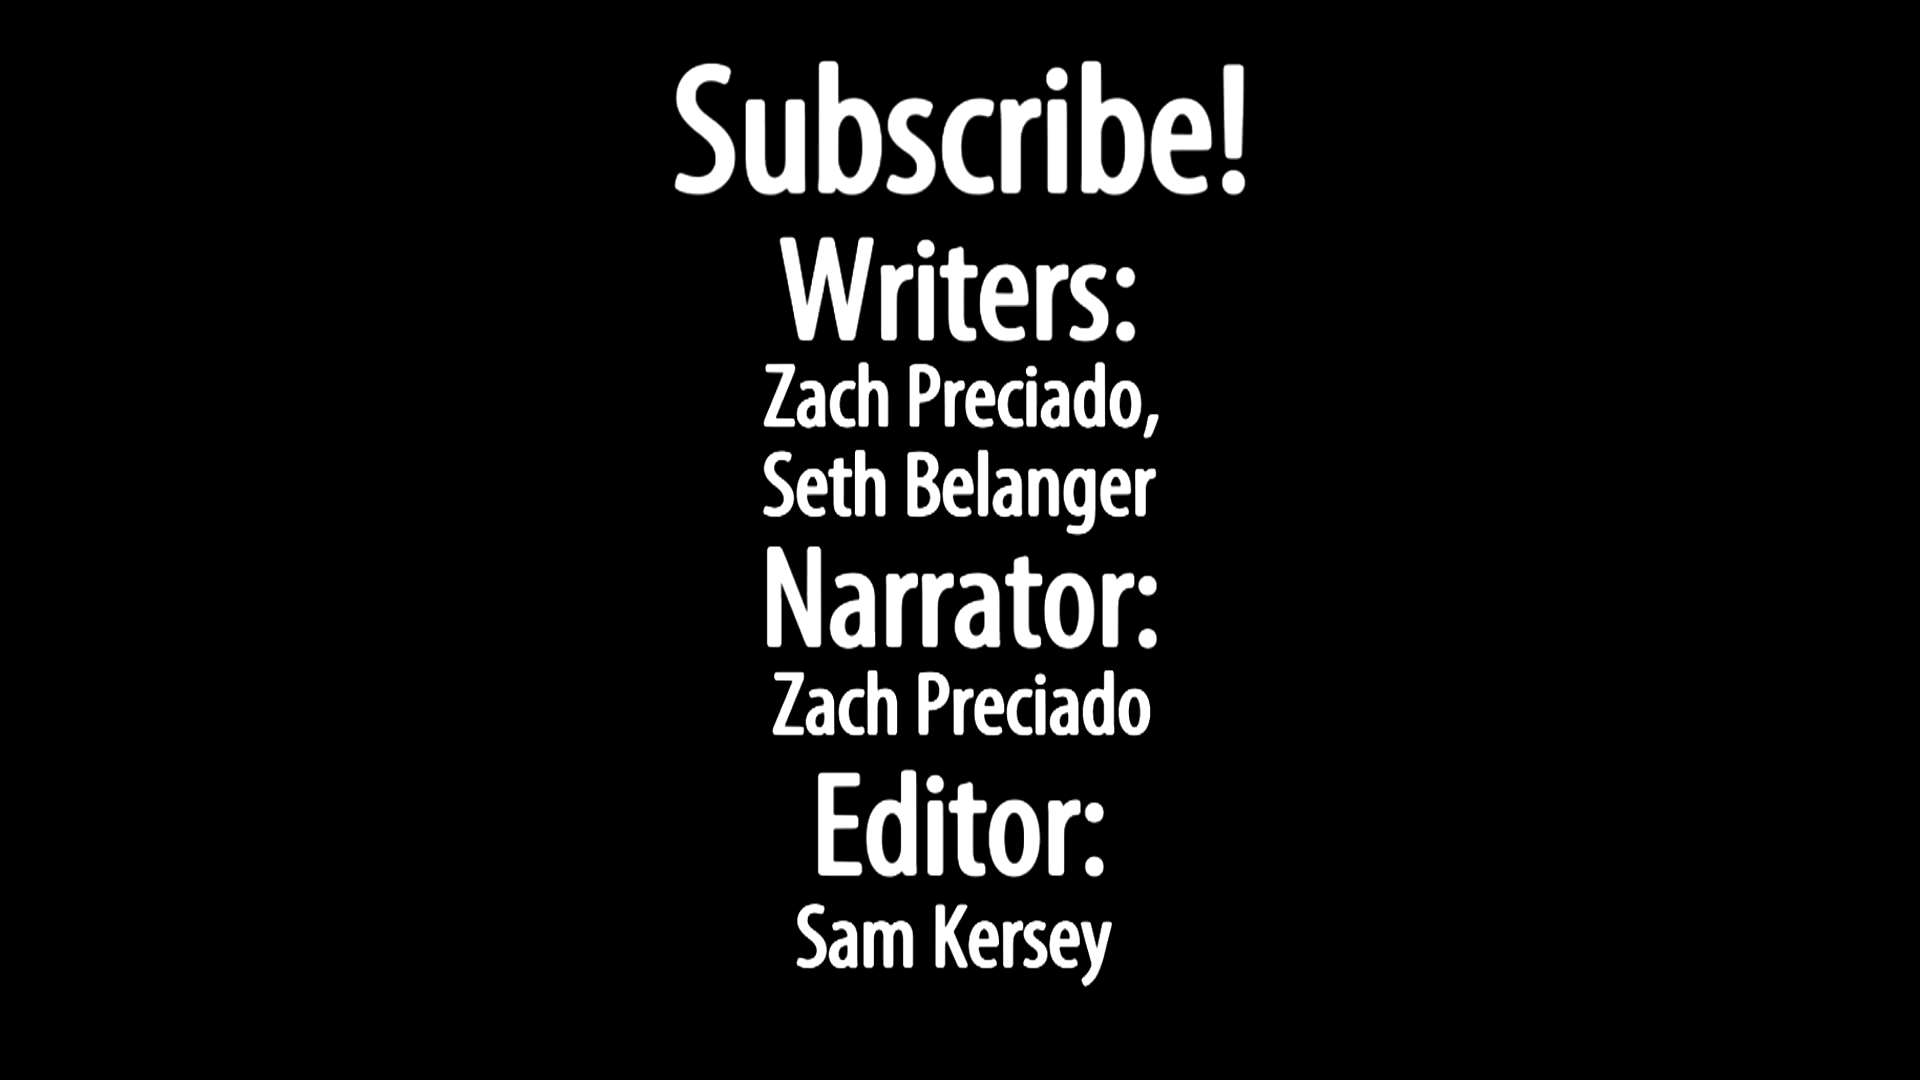 Subscribe!
Writers:
Zach Preciado,
Seth Belanger
Narrator:
Zach Preciado
Editor:
Sam Kersey